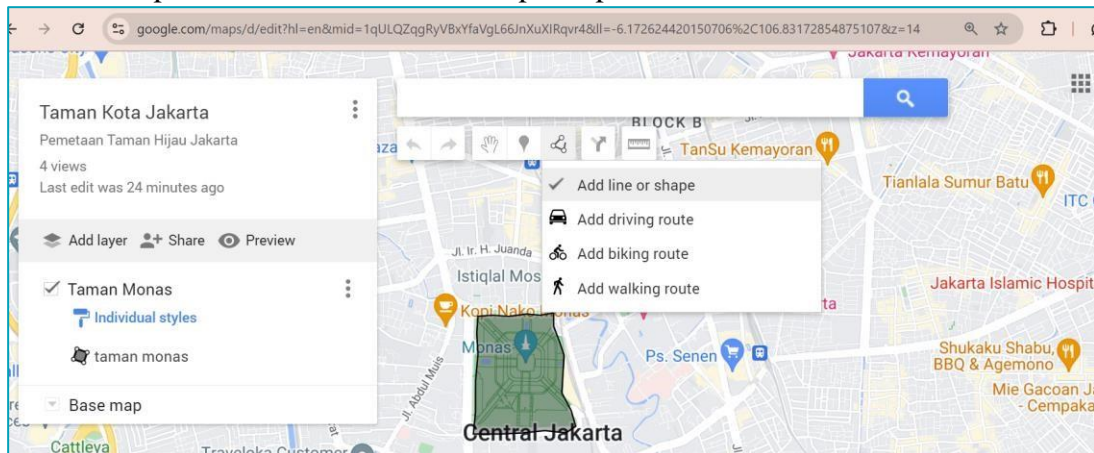 google.com/maps/d/edit?hl=en&mid=1qULQZqgRyVBxYfaVgL66JnXuXIRqvr4&ll=-6.172624420150706%2C106.83172854875107&z=14
Jakarta Kemayoran
Taman Kota Jakarta
Pemetaan Taman Hijau Jakarta
4 views
Last edit was 24 minutes ago
BLOCK B
TanSu Kemayoran
Tianlala Sumur Batu
ITC
Add line or shape
Add driving route
Add biking route
Add walking route
Add layer
Share
Preview
Jl. Ir. H. Juanda
Istiqlal Mos
Jakarta Islamic Hospit
Taman Monas
Individual styles
taman monas
Kopi Nako Monas
Monas
Ps. Senen
Shukaku Shabu,
BBQ & Agemono
Mie Gacoan Ja
- Cempaka
Jl. Abdul Muis
Base map
Central Jakarta
Cattleya
Traveloka Customer